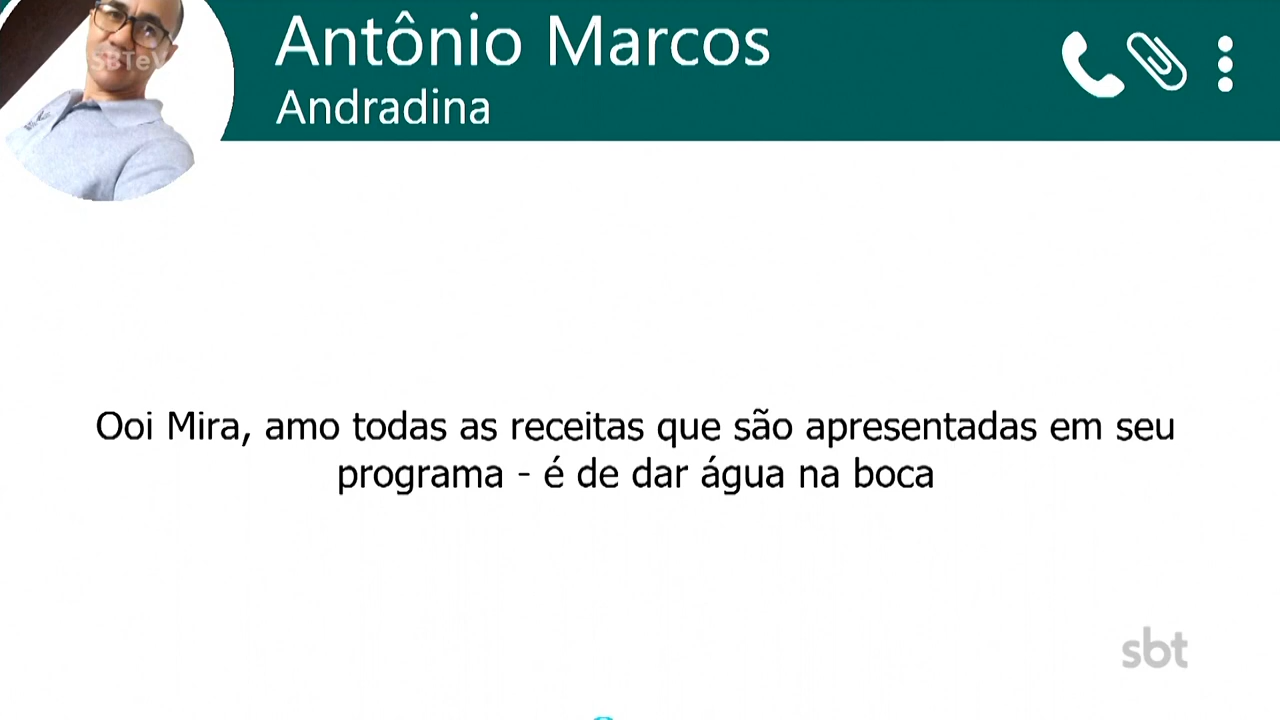 SBTeV
Antônio Marcos
Andradina
Ooi Mira, amo todas as receitas que são apresentadas em seu
programa - é de dar água na boca
sbt